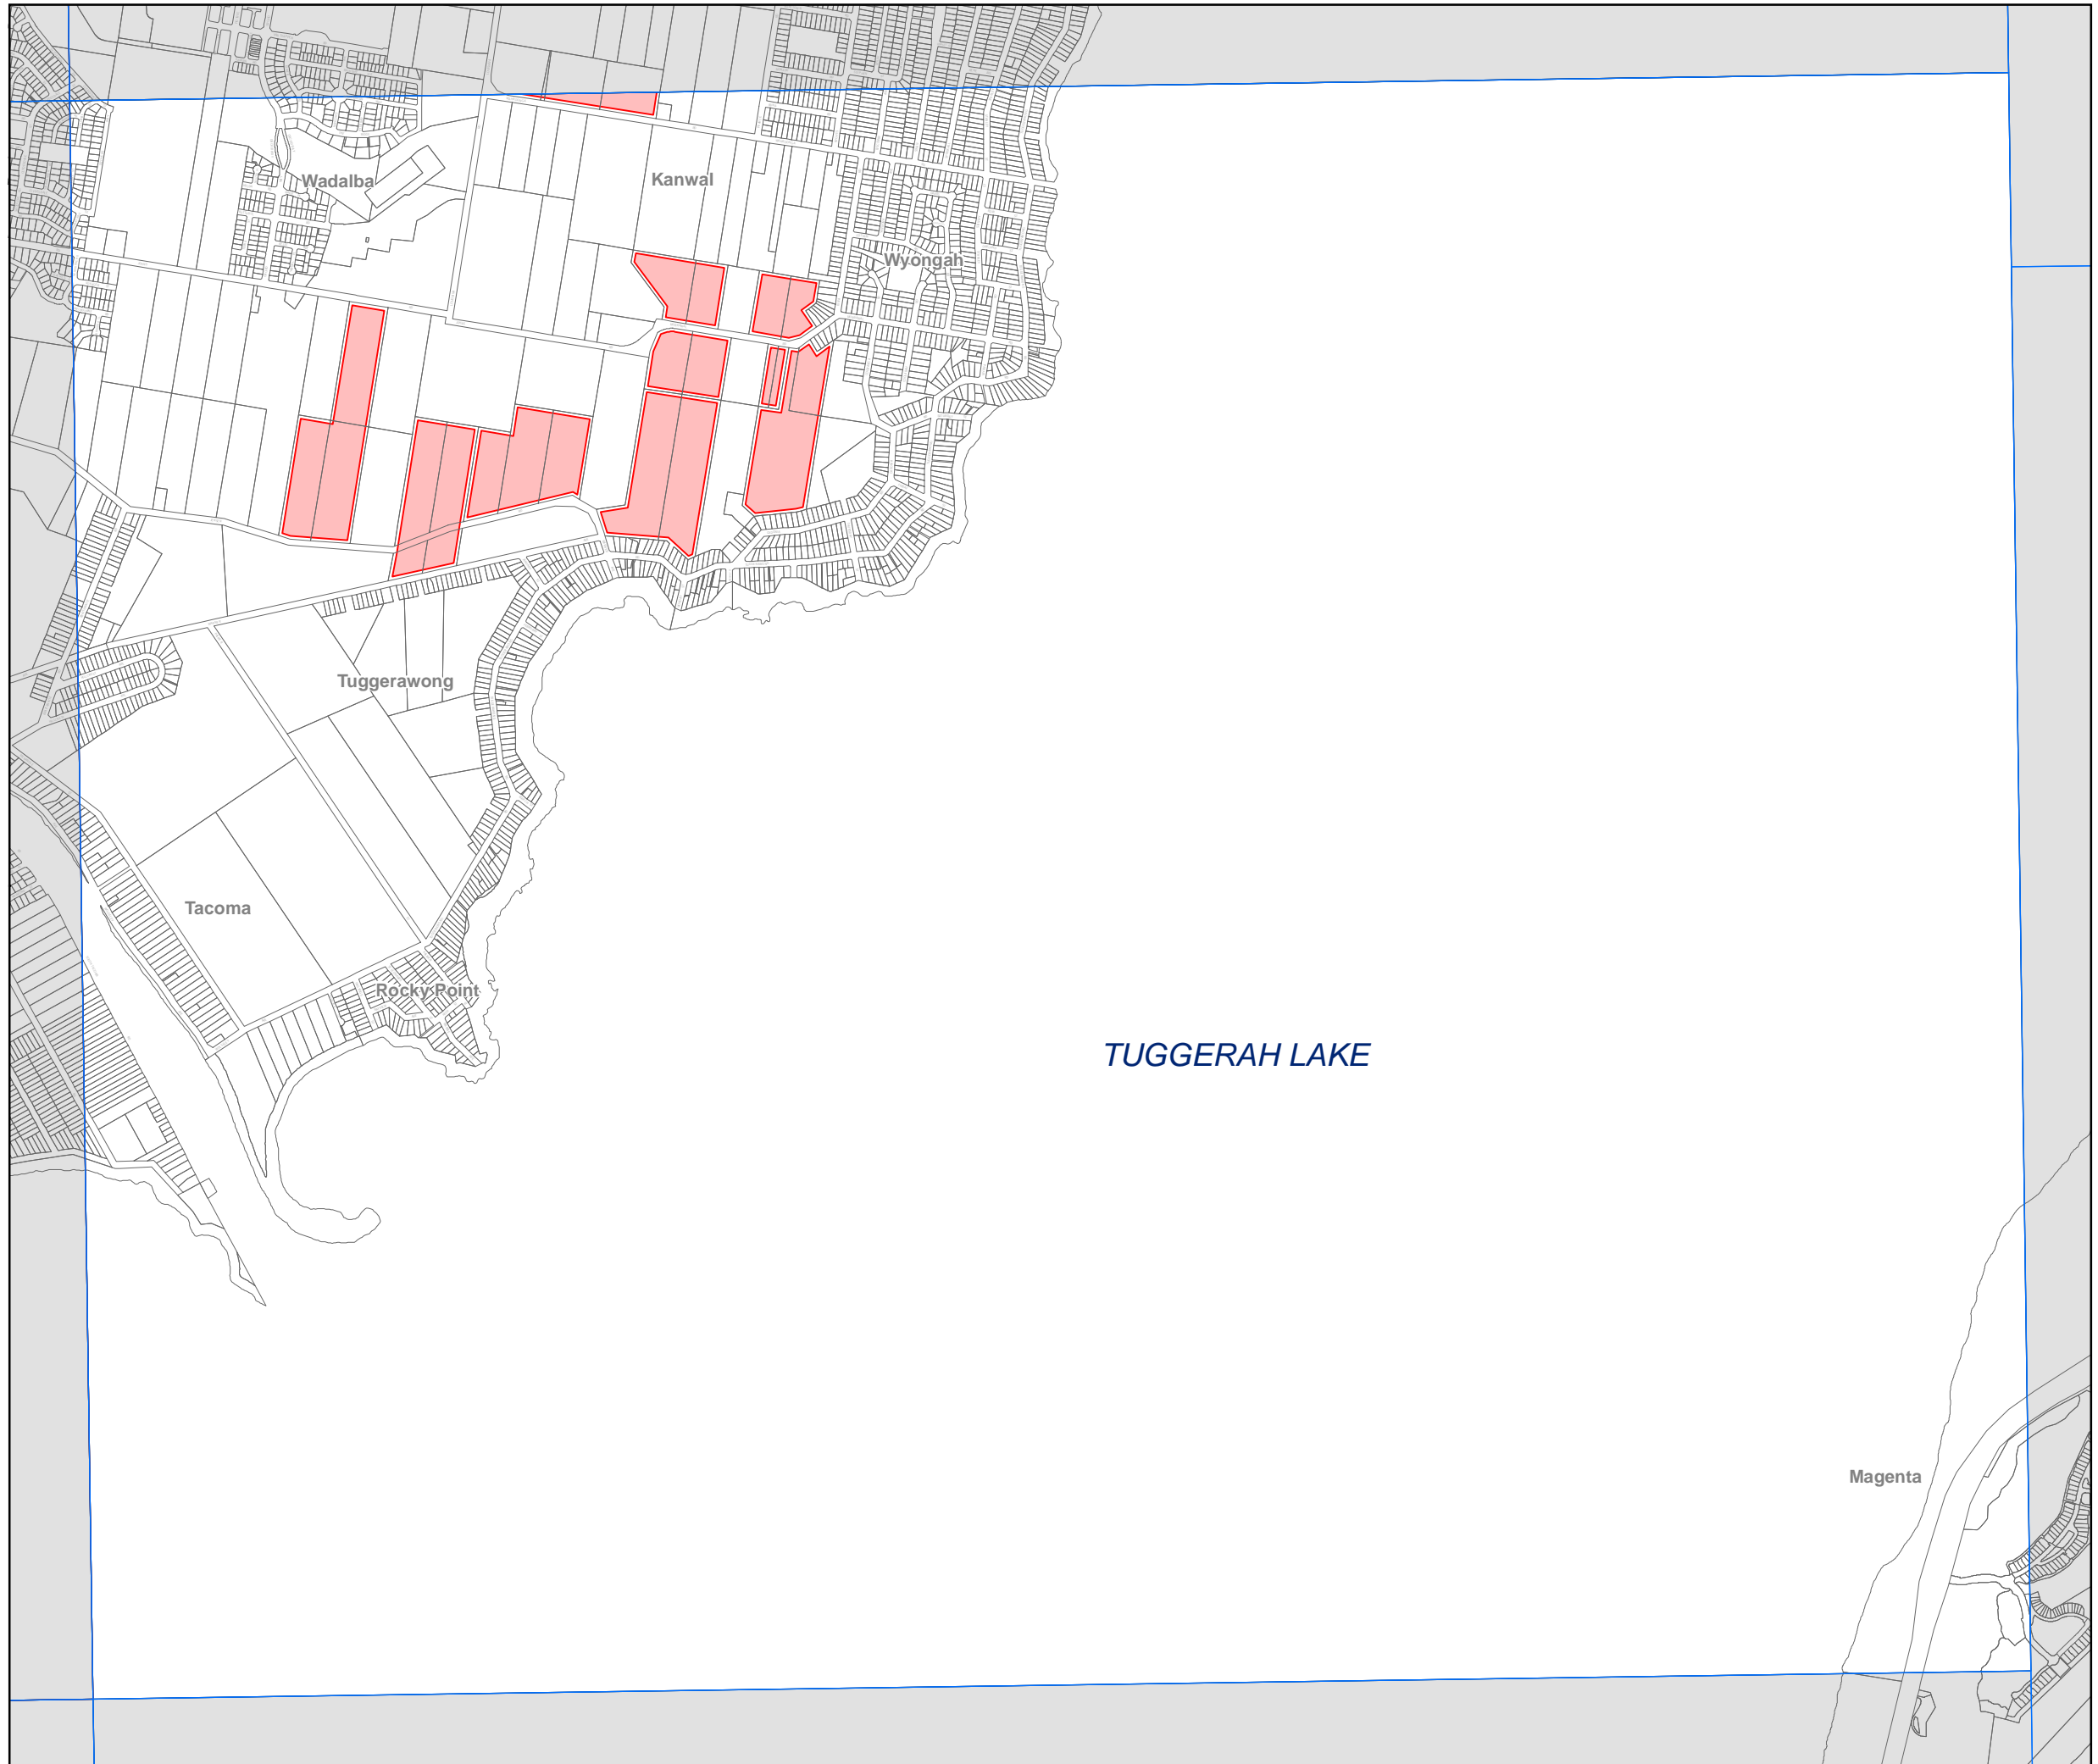 Kanwal
Wadalba
Wyongah
Tuggerawong
Tacoma
Rocky Point
TUGGERAH LAKE
Magenta